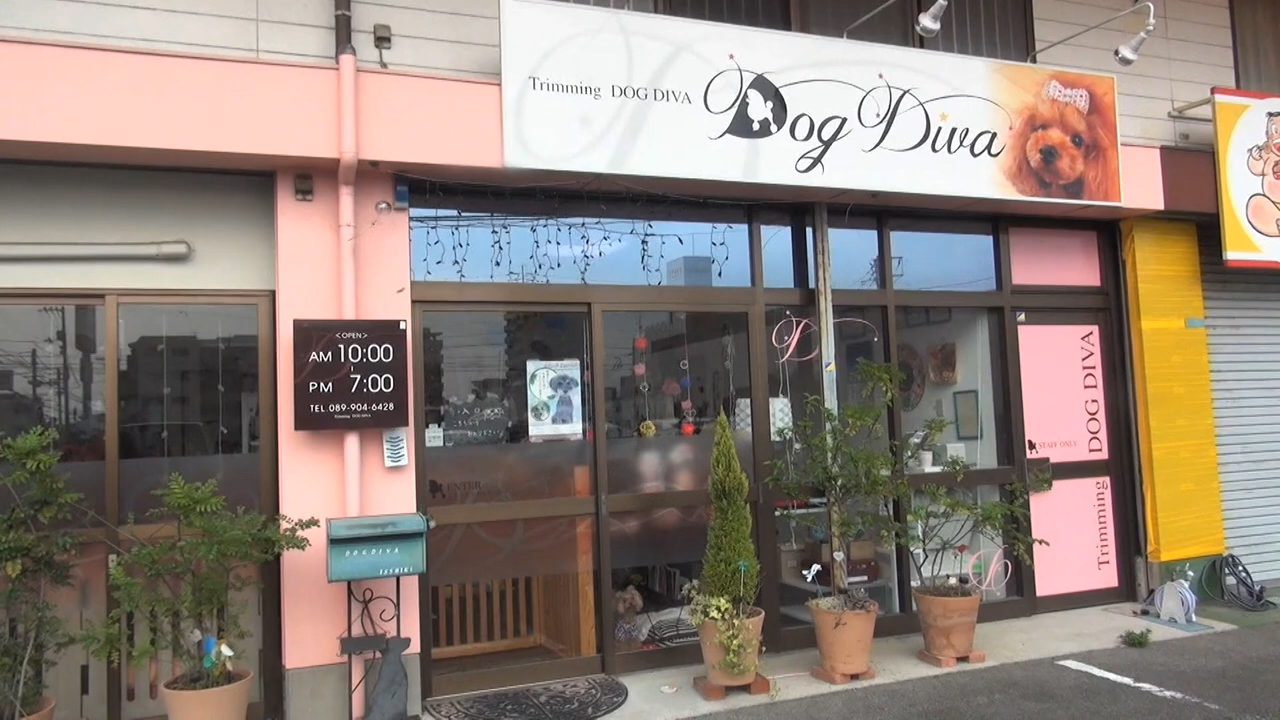 Trimming DOG DIVA
Dog Diva
<OPEN>
AM 10:00
PM 7:00
TEL.089-904-6428
Trimming DOG DIVA
ENTER
DOGDIVA
D
STAFF ONLY
Trimming DOG DIVA
D